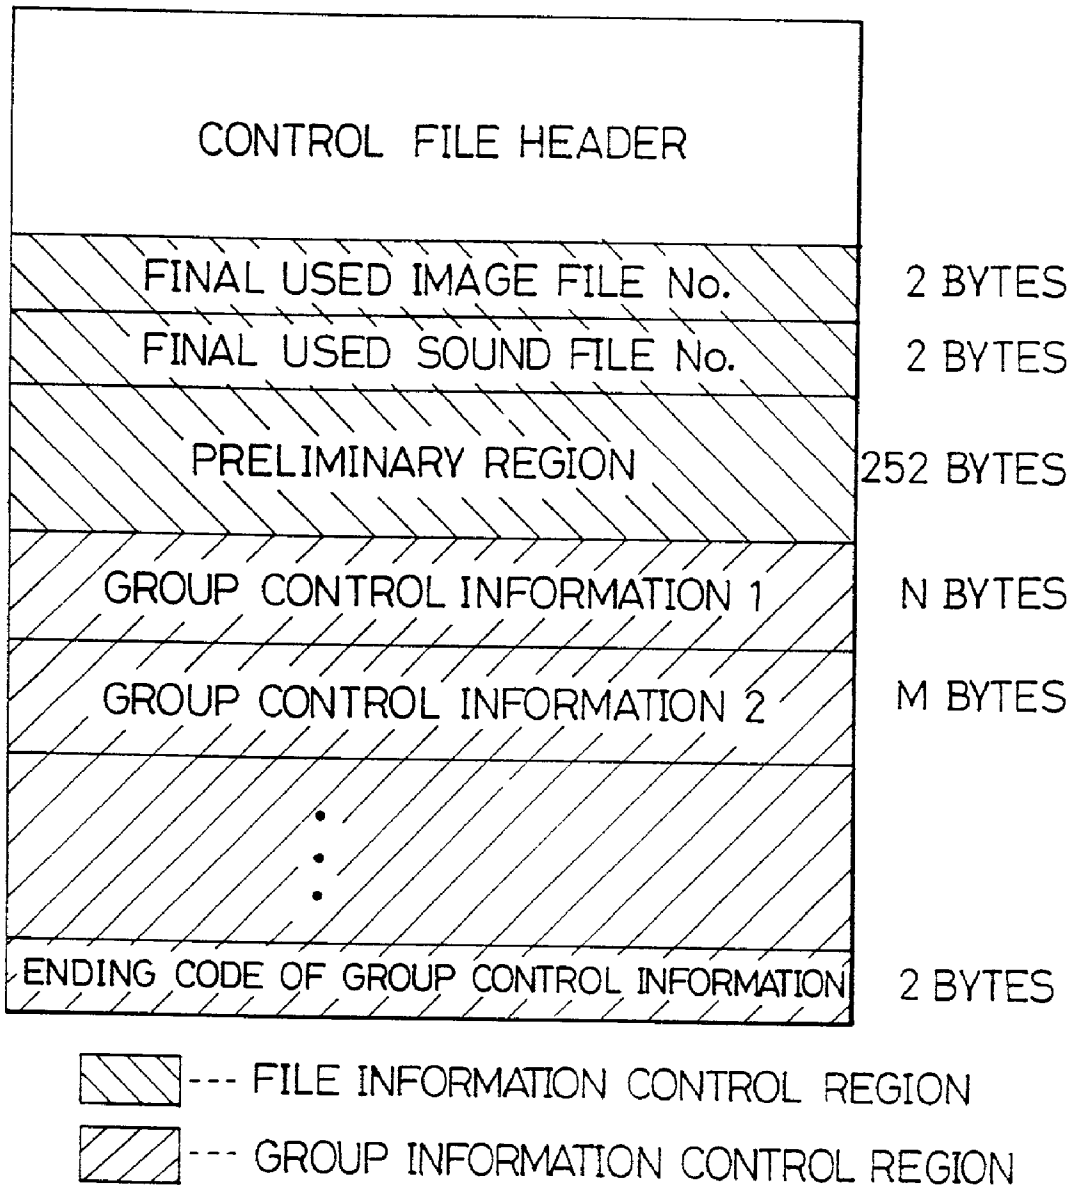 CONTROL FILE HEADER
FINAL USED IMAGE FILE No. 2 BYTES
FINAL USED SOUND FILE No. 2 BYTES
PRELIMINARY REGION 252 BYTES
GROUP CONTROL INFORMATION 1 N BYTES
GROUP CONTROL INFORMATION 2 M BYTES
ENDING CODE OF GROUP CONTROL INFORMATION 2 BYTES
--- FILE INFORMATION CONTROL REGION
--- GROUP INFORMATION CONTROL REGION